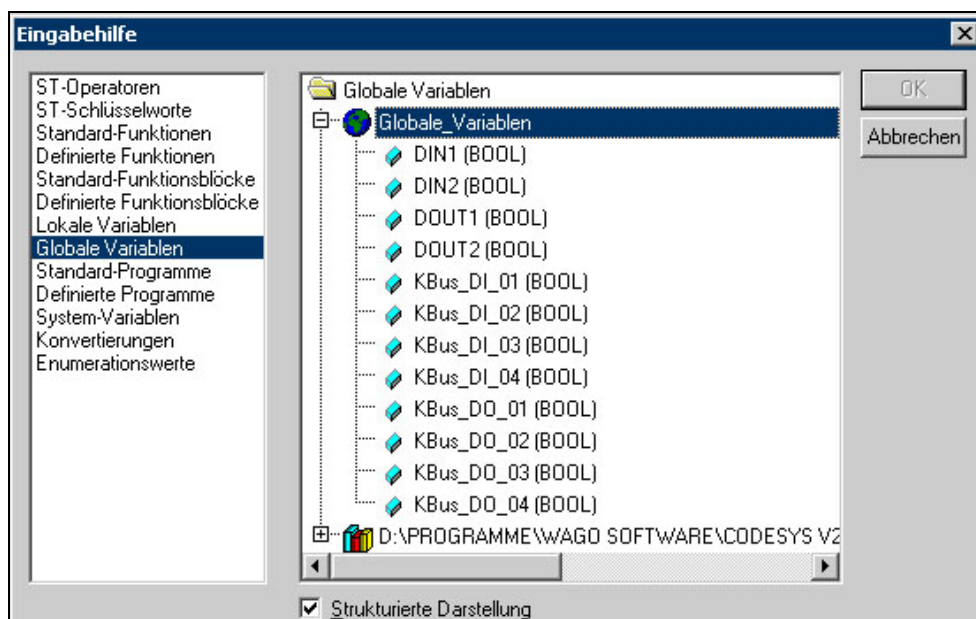 Eingabehilfe
ST-Operatoren
ST-Schlüsselworte
Standard-Funktionen
Definierte Funktionen
Standard-Funktionsblöcke
Definierte Funktionsblöcke
Lokale Variablen
Globale Variablen
Standard-Programme
Definierte Programme
System-Variablen
Konvertierungen
Enumerationswerte
Globale Variablen
Globale_Variablen
DIN1 (BOOL)
DIN2 (BOOL)
DOUT1 (BOOL)
DOUT2 (BOOL)
KBus_DI_01 (BOOL)
KBus_DI_02 (BOOL)
KBus_DI_03 (BOOL)
KBus_DI_04 (BOOL)
KBus_DO_01 (BOOL)
KBus_DO_02 (BOOL)
KBus_DO_03 (BOOL)
KBus_DO_04 (BOOL)
D:\PROGRAMME\WAGO SOFTWARE\CODESYS V2
Strukturierte Darstellung
OK
Abbrechen